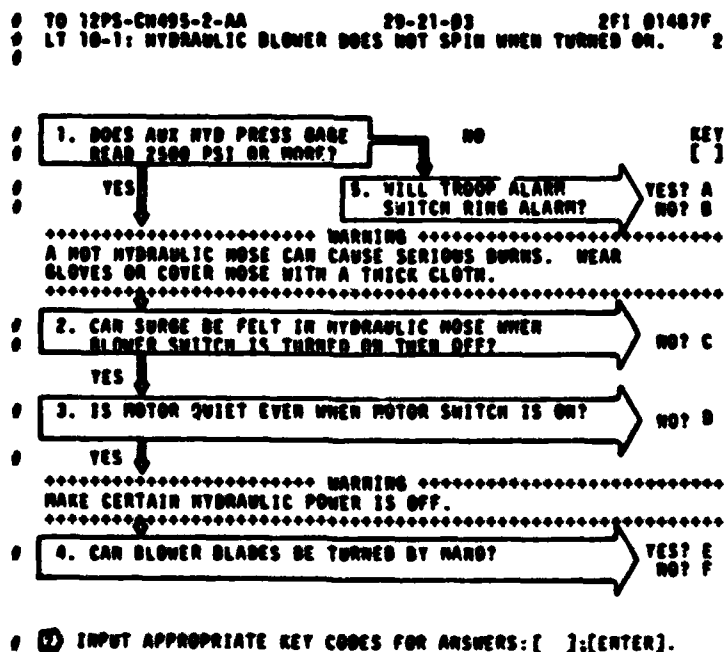 TO 12PS-CH495-2-AA 29-21-03 2FI 01487F
LT 10-1: HYDRAULIC BLOWER DOES NOT SPIN WHEN TURNED ON. 2
1. DOES AUX HYD PRESS GAGE NO KEY
READ 2500 PSI OR MORE? [ ]
YES 5. WILL TROOP ALARM YES? A
SWITCH RING ALARM? NO? B
WARNING
A HOT HYDRAULIC HOSE CAN CAUSE SERIOUS BURNS. WEAR
GLOVES OR COVER HOSE WITH A THICK CLOTH.
2. CAN SURGE BE FELT IN HYDRAULIC HOSE WHEN
BLOWER SWITCH IS TURNED ON THEN OFF? NO? C
YES
3. IS MOTOR QUIET EVEN WHEN MOTOR SWITCH IS ON? NO? D
YES
WARNING
MAKE CERTAIN HYDRAULIC POWER IS OFF.
4. CAN BLOWER BLADES BE TURNED BY HAND? YES? E
NO? F
(?) INPUT APPROPRIATE KEY CODES FOR ANSWERS:[ ]:[ENTER].